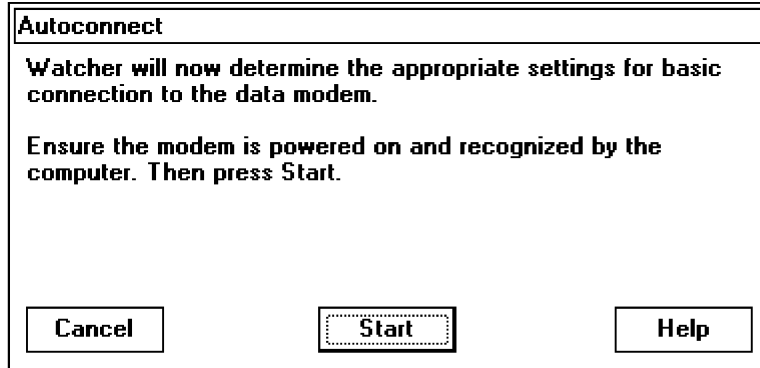 Autoconnect
Watcher will now determine the appropriate settings for basic
connection to the data modem.
Ensure the modem is powered on and recognized by the
computer. Then press Start.
Cancel Start Help